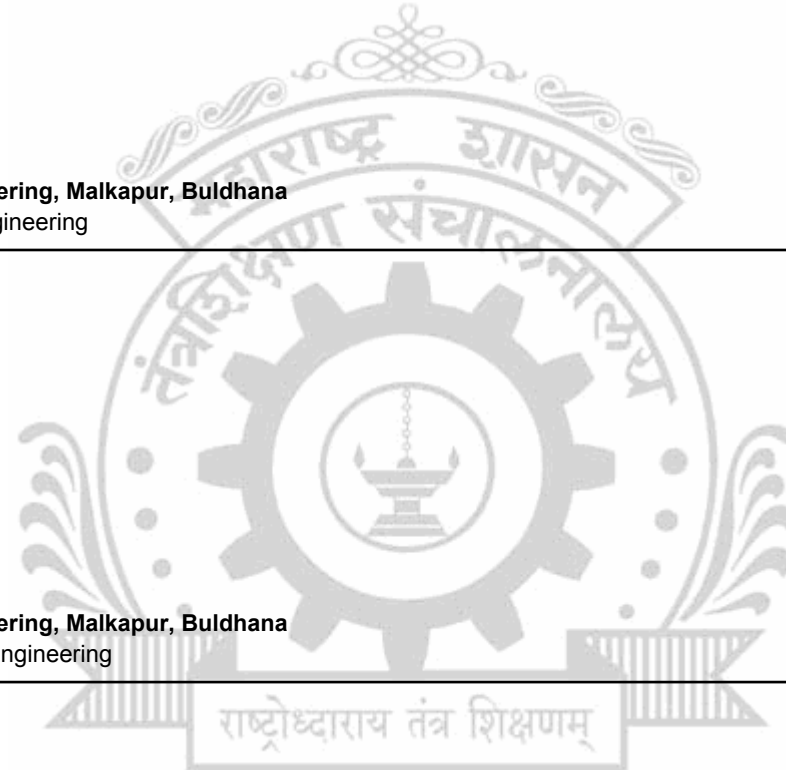 महाराष्ट्र शासन
ering, Malkapur, Buldhana
gineering
तंत्रशिक्षण संचालनालय
ering, Malkapur, Buldhana
ngineering
राष्ट्रोध्दाराय तंत्र शिक्षणम्